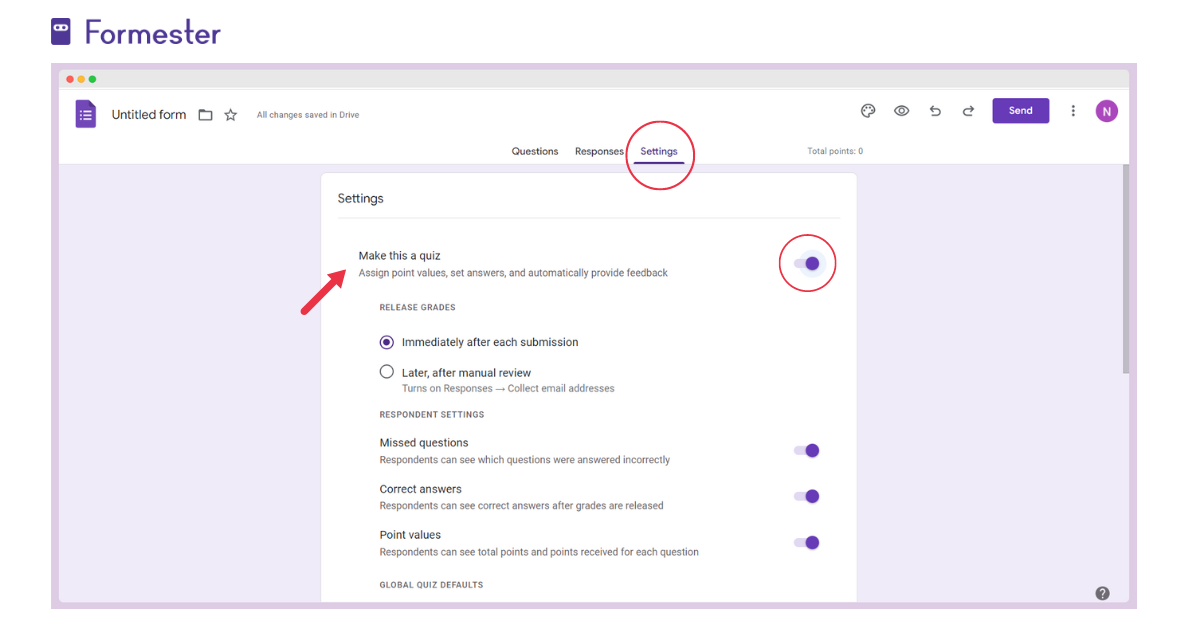 Formester
Untitled form
All changes saved in Drive
Send
N
Questions Responses Settings
Total points: 0
Settings
Make this a quiz
Assign point values, set answers, and automatically provide feedback
RELEASE GRADES
Immediately after each submission
Later, after manual review
Turns on Responses → Collect email addresses
RESPONDENT SETTINGS
Missed questions
Respondents can see which questions were answered incorrectly
Correct answers
Respondents can see correct answers after grades are released
Point values
Respondents can see total points and points received for each question
GLOBAL QUIZ DEFAULTS
?